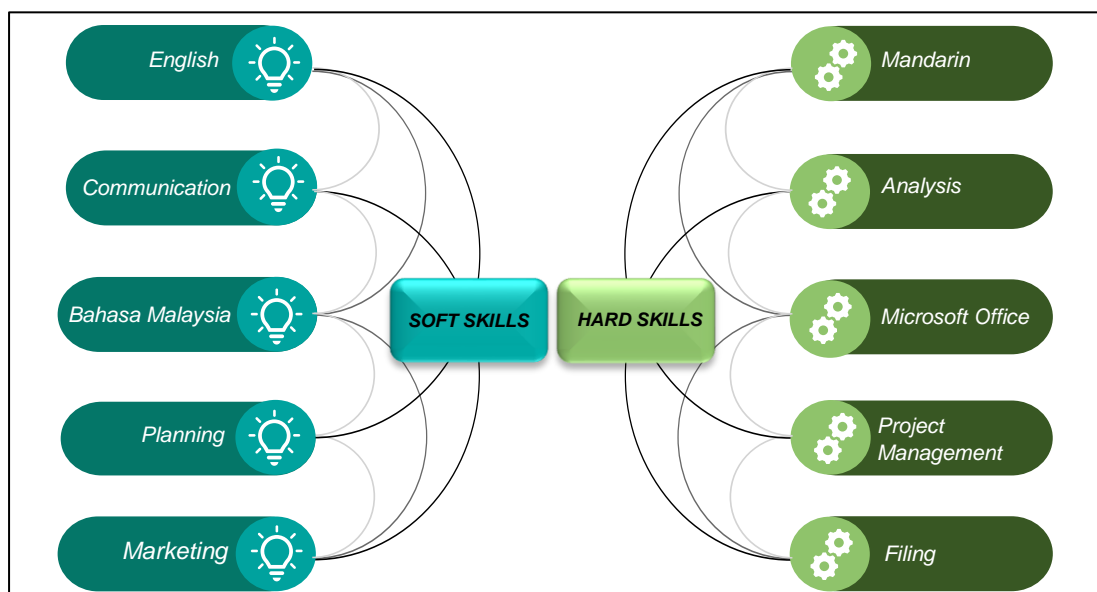 English
Communication
Bahasa Malaysia
Planning
Marketing
SOFT SKILLS
HARD SKILLS
Mandarin
Analysis
Microsoft Office
Project
Management
Filing